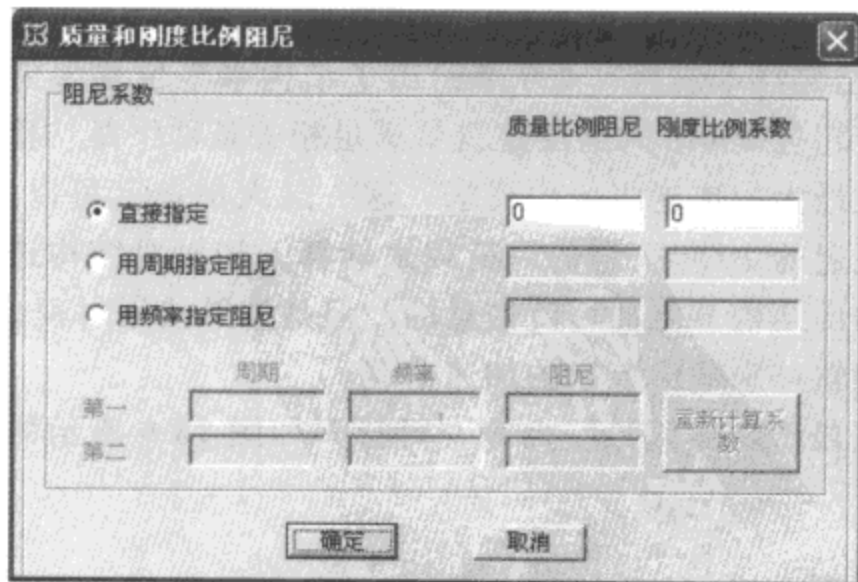 质量和刚度比例阻尼
阻尼系数
质量比例阻尼 刚度比例系数
直接指定 0 0
用周期指定阻尼
用频率指定阻尼
周期 频率 阻尼
第一
重新计算系
数
第二
确定 取消